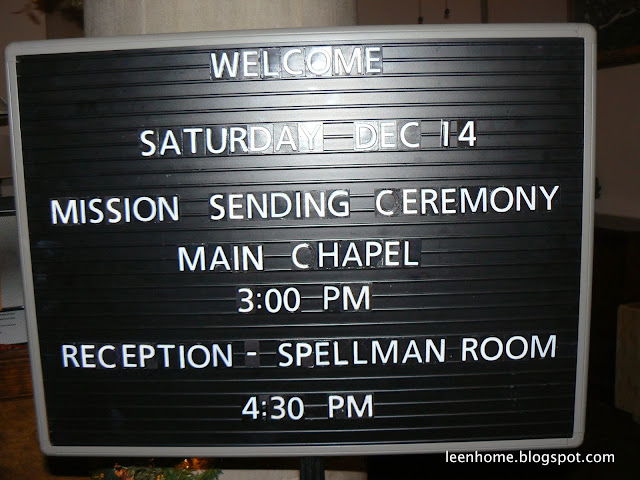 WELCOME
SATURDAY DEC 14
MISSION SENDING CEREMONY
MAIN CHAPEL
3:00 PM
RECEPTION - SPELLMAN ROOM
4:30 PM
leenhome.blogspot.com